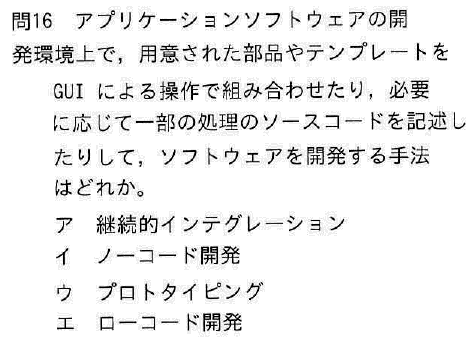 問16 アプリケーションソフトウェアの開
発環境上で，用意された部品やテンプレートを
GUI による操作で組み合わせたり，必要
に応じて一部の処理のソースコードを記述し
たりして，ソフトウェアを開発する手法
はどれか。
ア 継続的インテグレーション
イ ノーコード開発
ウ プロトタイピング
エ ローコード開発